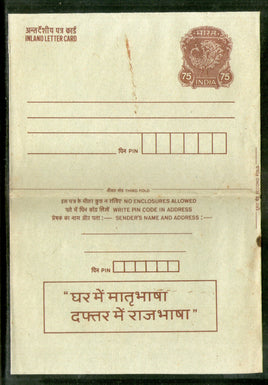 अन्तर्देशीय पत्र कार्ड
INLAND LETTER CARD
भारत
75 75
INDIA
पिन PIN
तीसरा मोड़ THIRD FOLD
इस पत्र के भीतर कुछ न रखिए NO ENCLOSURES ALLOWED
पते में पिन कोड लिखें WRITE PIN CODE IN ADDRESS
प्रेषक का नाम और पता :— SENDER'S NAME AND ADDRESS :—
पिन PIN
"घर में मातृभाषा
दफ्तर में राजभाषा"